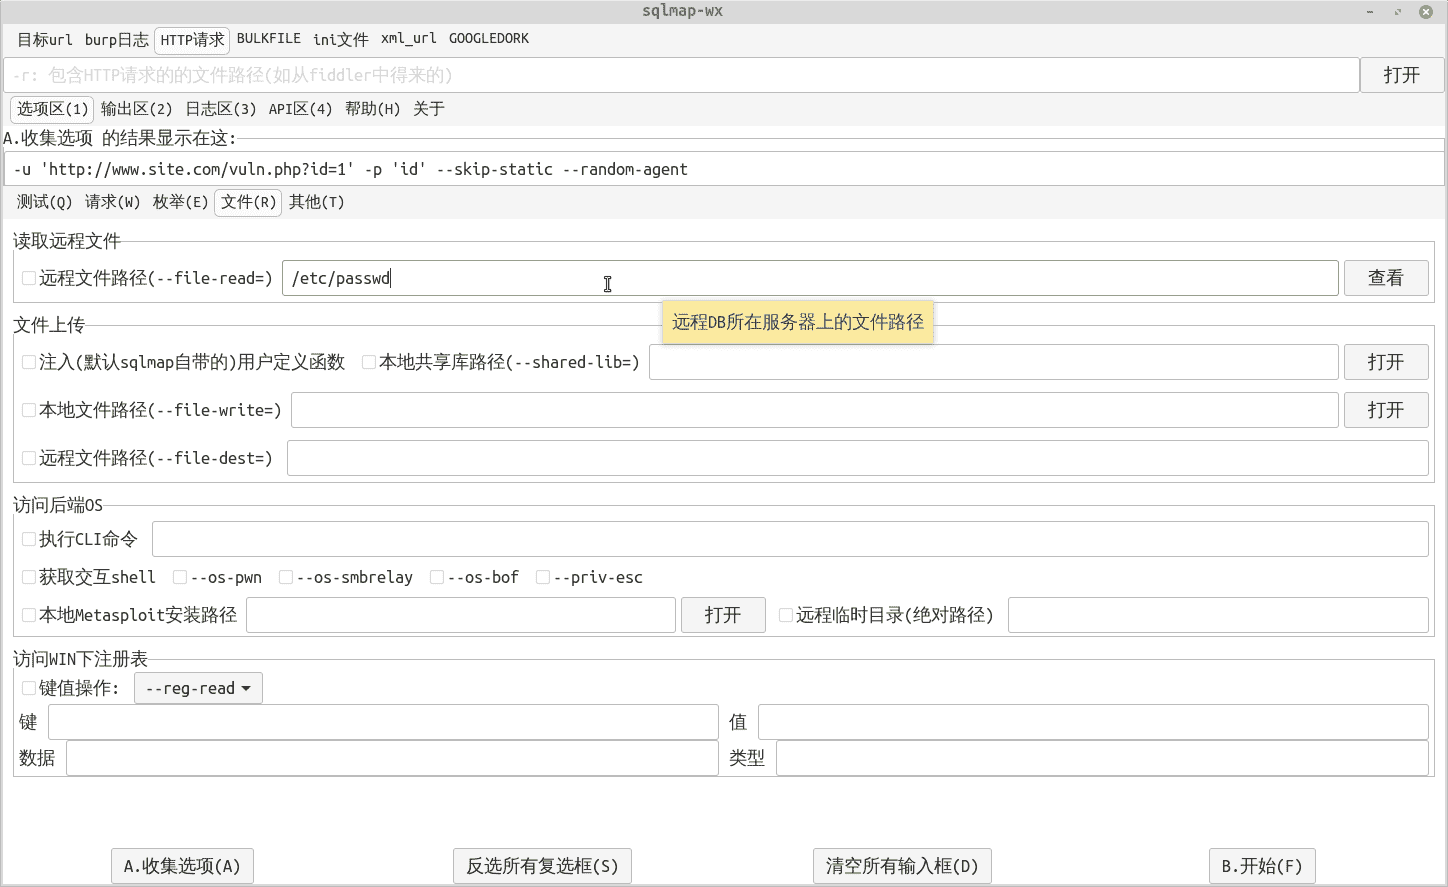 sqlmap-wx
目标url burp日志 HTTP请求 BULKFILE ini文件 xml_url GOOGLEDORK
-r: 包含HTTP请求的的文件路径(如从fiddler中得来的) 打开
选项区(1) 输出区(2) 日志区(3) API区(4) 帮助(H) 关于
A.收集选项 的结果显示在这:
-u 'http://www.site.com/vuln.php?id=1' -p 'id' --skip-static --random-agent
测试(Q) 请求(W) 枚举(E) 文件(R) 其他(T)
读取远程文件
远程文件路径(--file-read=) /etc/passwd 查看
远程DB所在服务器上的文件路径
文件上传
注入(默认sqlmap自带的)用户定义函数 本地共享库路径(--shared-lib=) 打开
本地文件路径(--file-write=) 打开
远程文件路径(--file-dest=)
访问后端OS
执行CLI命令
获取交互shell --os-pwn --os-smbrelay --os-bof --priv-esc
本地Metasploit安装路径 打开 远程临时目录(绝对路径)
访问WIN下注册表
键值操作: --reg-read
键 值
数据 类型
A.收集选项(A) 反选所有复选框(S) 清空所有输入框(D) B.开始(F)